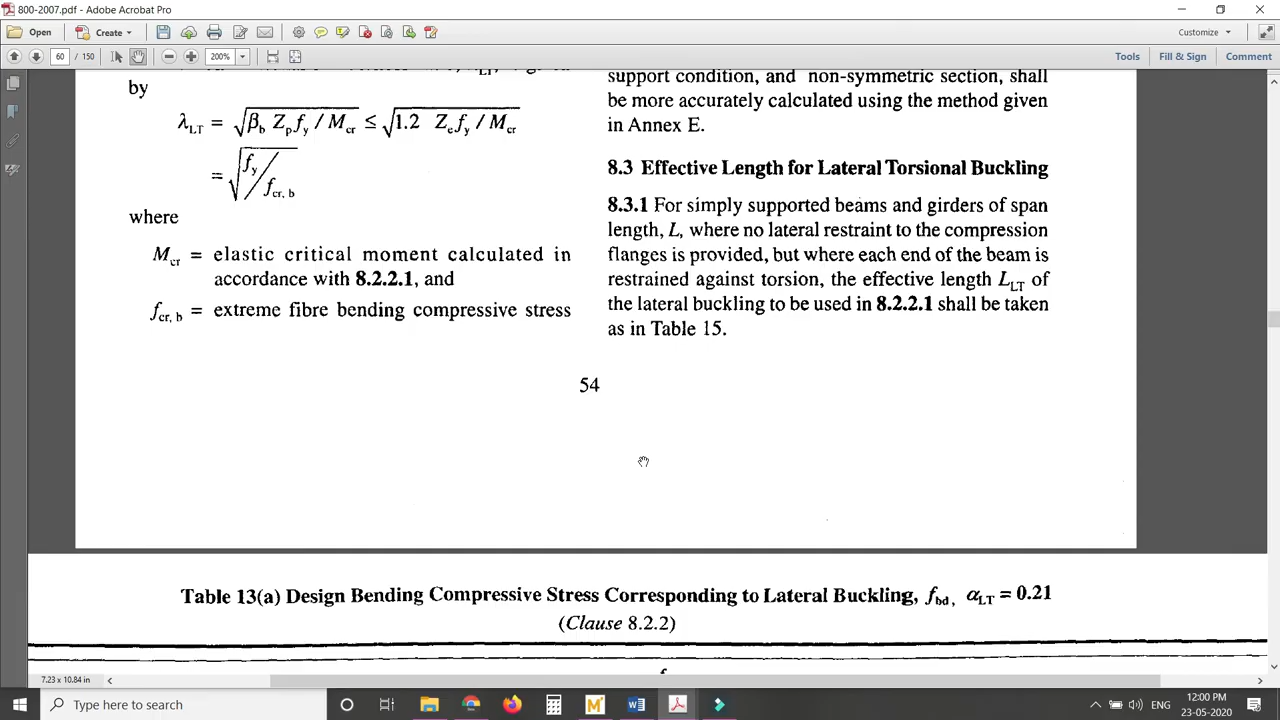 800-2007.pdf - Adobe Acrobat Pro
Open
Create
Customize
60 / 150
200%
Tools
Fill & Sign
Comment
by
λLT = √βb Zp fy / Mcr ≤ √1.2 Ze fy / Mcr
= √fy / fcr, b
where
Mcr = elastic critical moment calculated in
accordance with 8.2.2.1, and
fcr, b = extreme fibre bending compressive stress
support condition, and non-symmetric section, shall
be more accurately calculated using the method given
in Annex E.
8.3 Effective Length for Lateral Torsional Buckling
8.3.1 For simply supported beams and girders of span
length, L, where no lateral restraint to the compression
flanges is provided, but where each end of the beam is
restrained against torsion, the effective length LLT of
the lateral buckling to be used in 8.2.2.1 shall be taken
as in Table 15.
54
Table 13(a) Design Bending Compressive Stress Corresponding to Lateral Buckling, fbd, αLT = 0.21
(Clause 8.2.2)
7.23 x 10.84 in
Type here to search
ENG
12:00 PM
23-05-2020